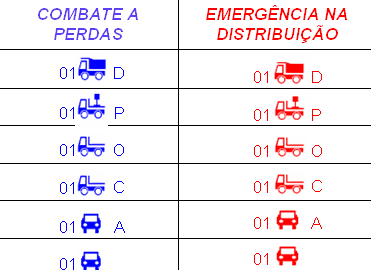 COMBATE A
PERDAS
EMERGÊNCIA NA
DISTRIBUIÇÃO
01 D 01 D
01 P 01 P
01 O 01 O
01 C 01 C
01 A 01 A
01 01